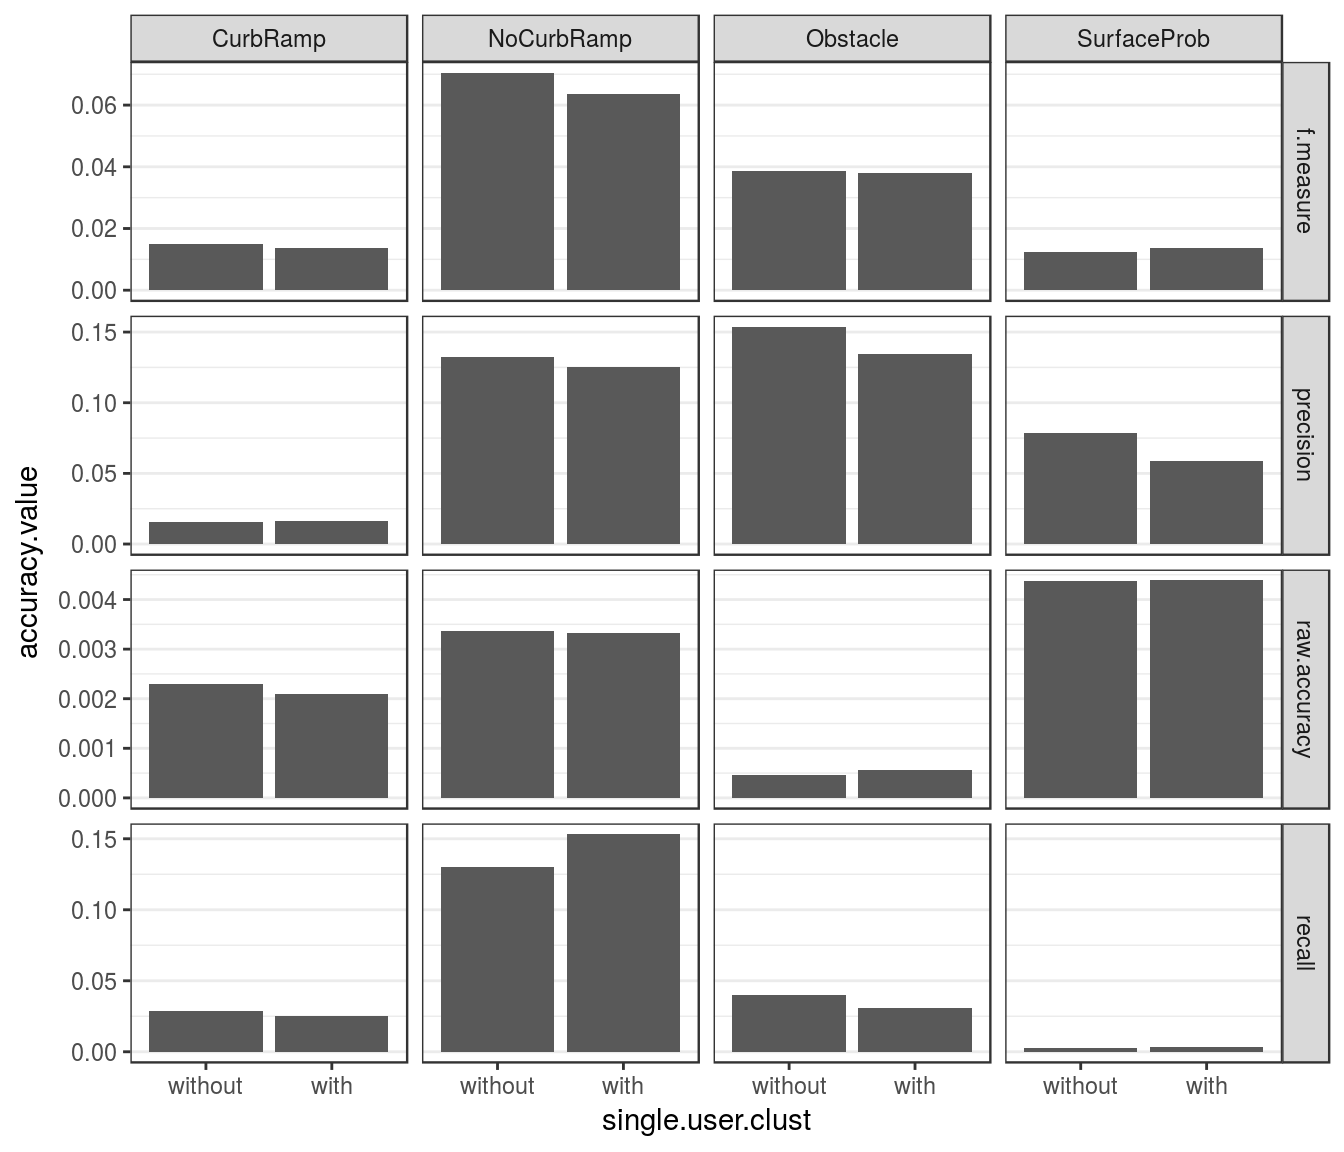 CurbRamp NoCurbRamp Obstacle SurfaceProb
0.06
0.04
0.02
0.00
f.measure
0.15
0.10
0.05
0.00
precision
0.004
0.003
0.002
0.001
0.000
raw.accuracy
0.15
0.10
0.05
0.00
recall
accuracy.value
without with without with without with without with
single.user.clust